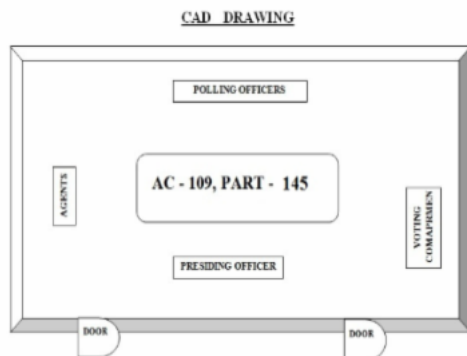 CAD DRAWING
POLLING OFFICERS
AC - 109, PART - 145
AGENTS
VOTING
COMAPRMEN
PRESIDING OFFICER
DOOR
DOOR